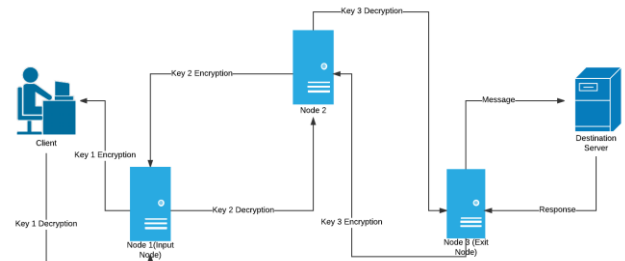 Key 3 Decryption
Key 2 Encryption
Node 2
Message
Client
Destination
Server
Key 1 Encryption
Key 2 Decryption
Response
Key 1 Decryption
Key 3 Encryption
Node 1(Input
Node)
Node 3 (Exit
Node)